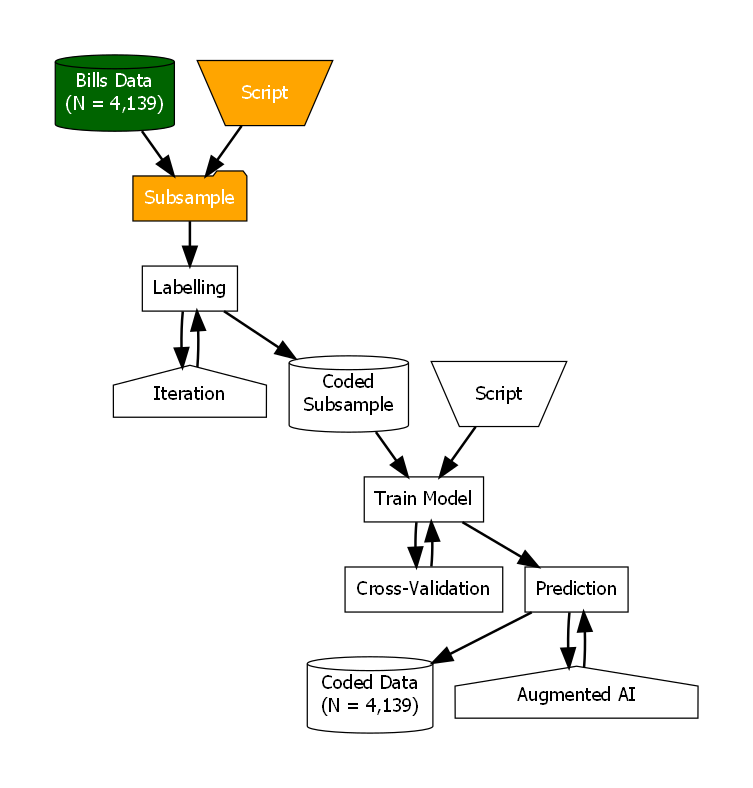 Bills Data
(N = 4,139)
Script
Subsample
Labelling
Iteration
Coded
Subsample
Script
Train Model
Cross-Validation
Prediction
Coded Data
(N = 4,139)
Augmented AI